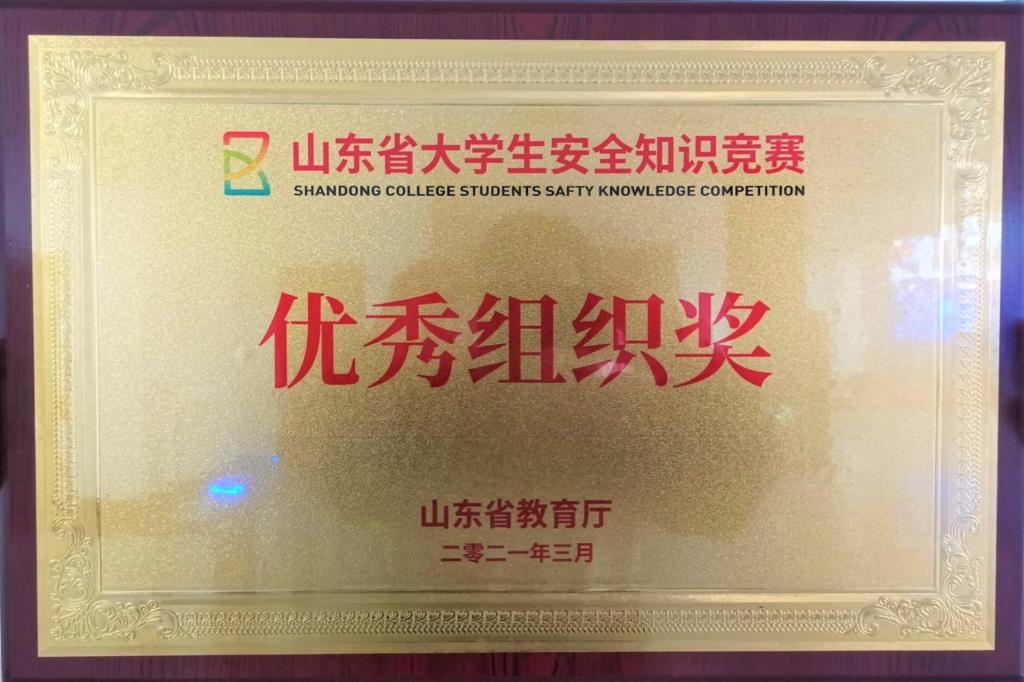 山东省大学生安全知识竞赛
SHANDONG COLLEGE STUDENTS SAFTY KNOWLEDGE COMPETITION
优秀组织奖
山东省教育厅
二零二一年三月